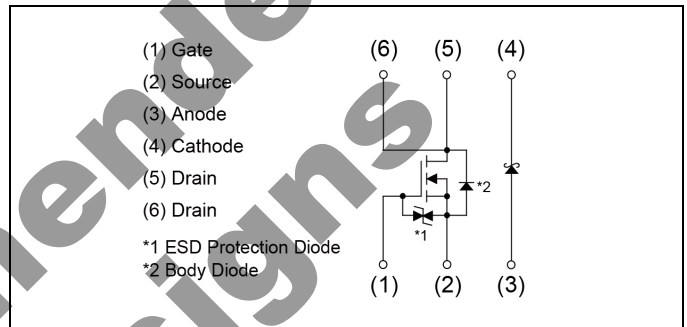 (1) Gate
(2) Source
(3) Anode
(4) Cathode
(5) Drain
(6) Drain
*1 ESD Protection Diode
*2 Body Diode
(6) (5) (4)
*2
*1
(1) (2) (3)